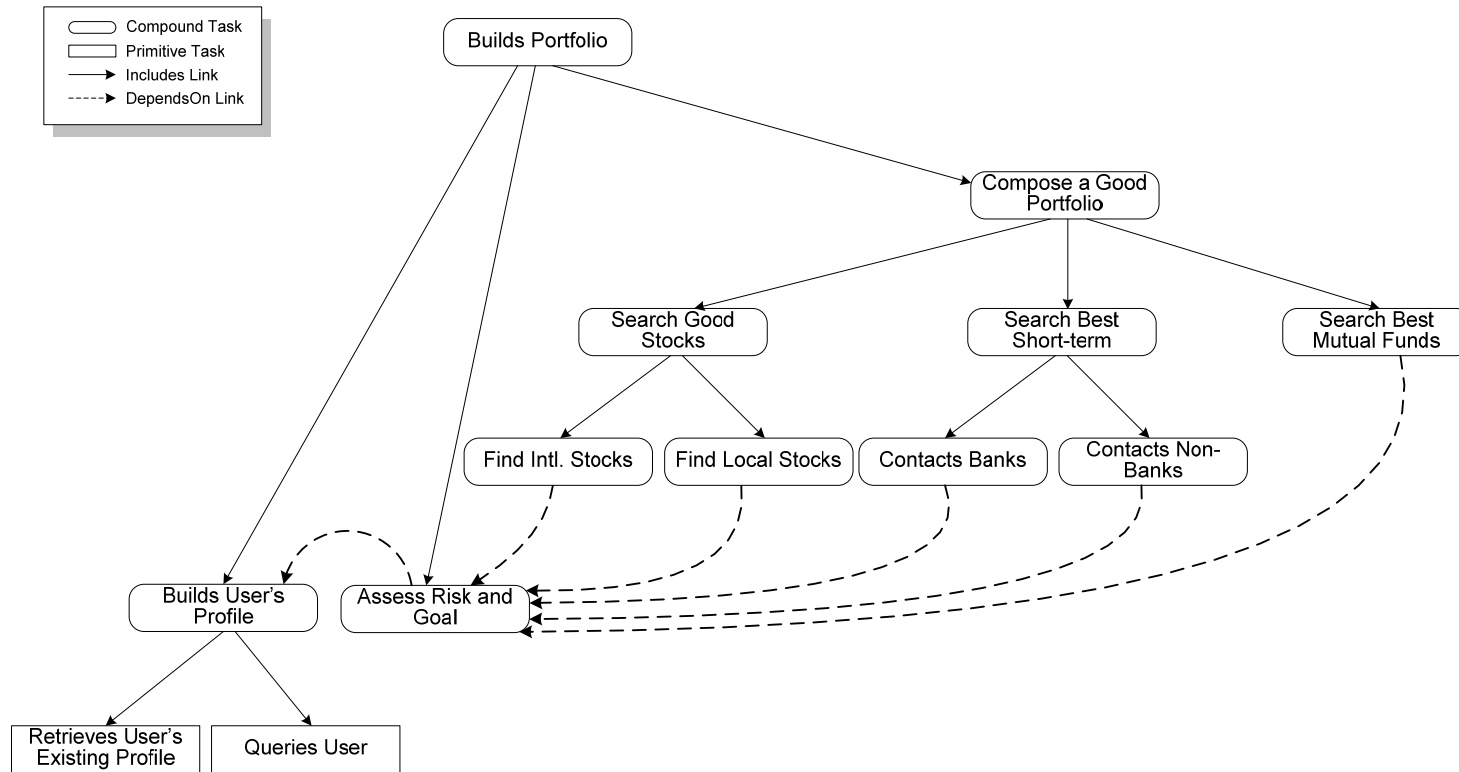 Compound Task
Primitive Task
Includes Link
DependsOn Link
Builds Portfolio
Compose a Good
Portfolio
Search Good
Stocks
Search Best
Short-term
Search Best
Mutual Funds
Find Intl. Stocks
Find Local Stocks
Contacts Banks
Contacts Non-
Banks
Builds User's
Profile
Assess Risk and
Goal
Retrieves User's
Existing Profile
Queries User